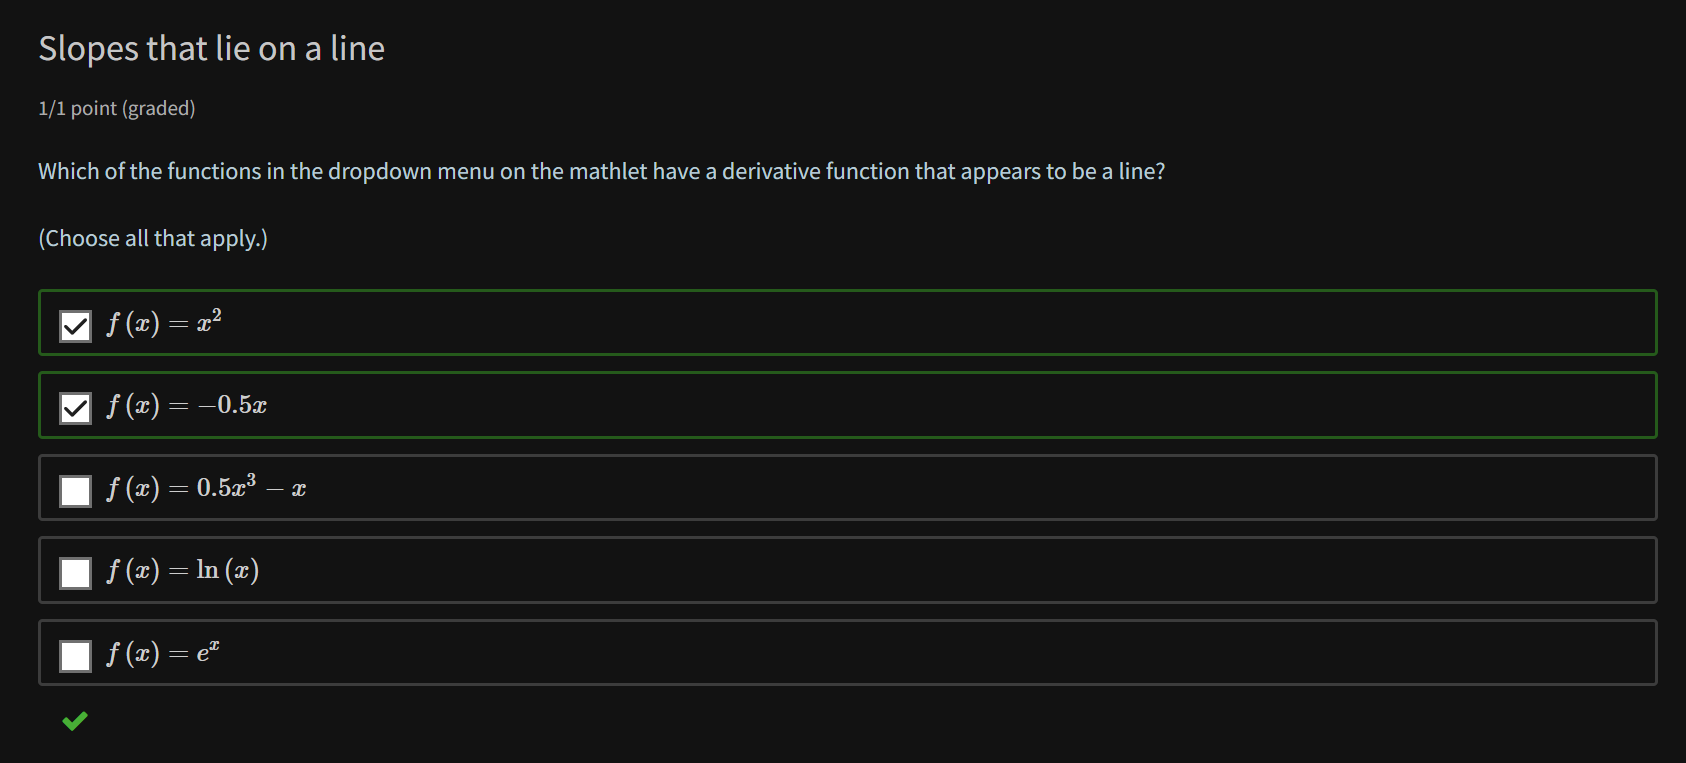 Slopes that lie on a line
1/1 point (graded)
Which of the functions in the dropdown menu on the mathlet have a derivative function that appears to be a line?
(Choose all that apply.)
f (x) = x²
f (x) = −0.5x
f (x) = 0.5x³ − x
f (x) = ln (x)
f (x) = eˣ